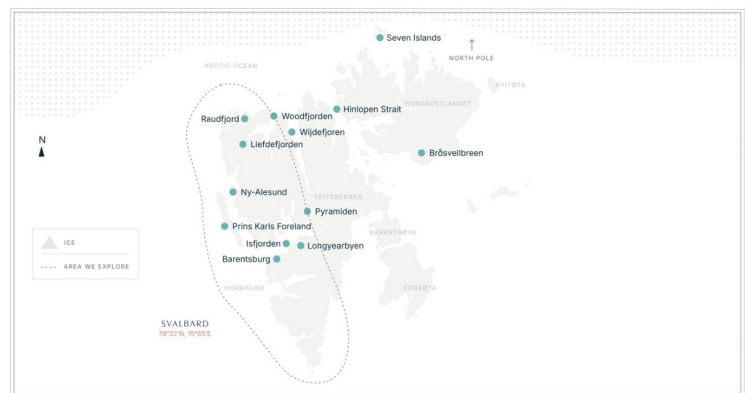 Seven Islands
NORTH POLE
ARCTIC OCEAN
KVITØYA
NORDAUSTLANDET
Hinlopen Strait
Woodfjorden
Raudfjord
Wijdefjoren
N
Liefdefjorden
Bråsvellbreen
Ny-Alesund
SPITSBERGEN
Pyramiden
Prins Karls Foreland
BARENTSØYA
Isfjorden
Longyearbyen
ICE
Barentsburg
AREA WE EXPLORE
HORNSUND
EDGEØYA
SVALBARD
78°22'N, 15°65'E